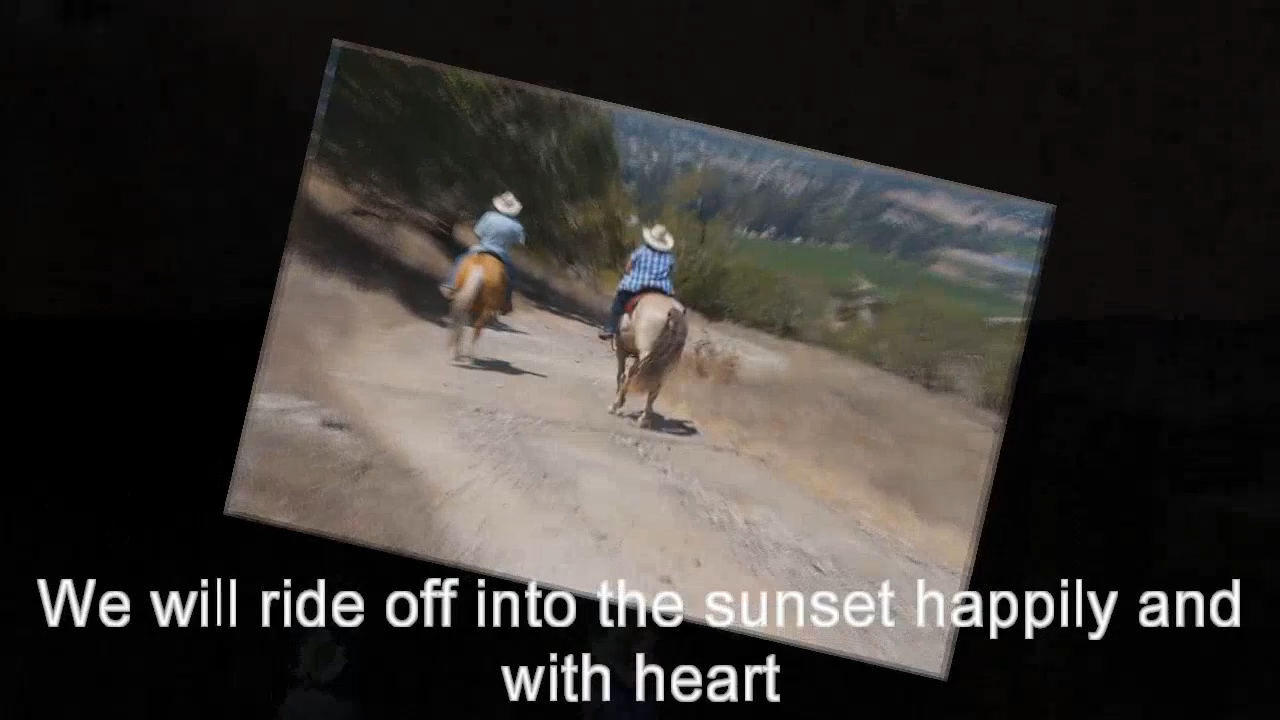 We will ride off into the sunset happily and
with heart